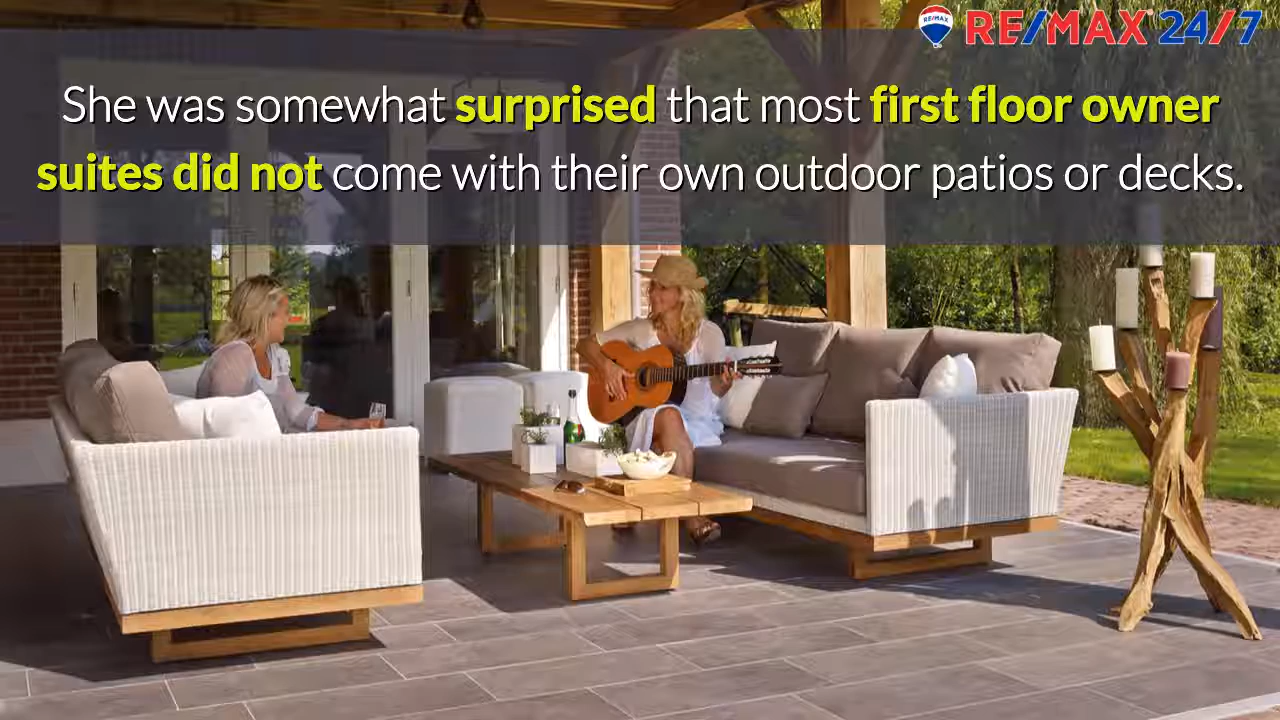 RE/MAX
RE/MAX 24/7
She was somewhat surprised that most first floor owner
suites did not come with their own outdoor patios or decks.